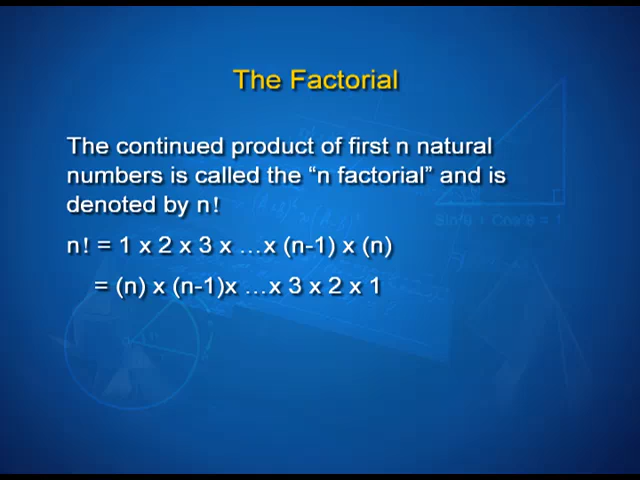 The Factorial
The continued product of first n natural
numbers is called the “n factorial” and is
denoted by n!
n! = 1 x 2 x 3 x …x (n-1) x (n)
= (n) x (n-1)x …x 3 x 2 x 1